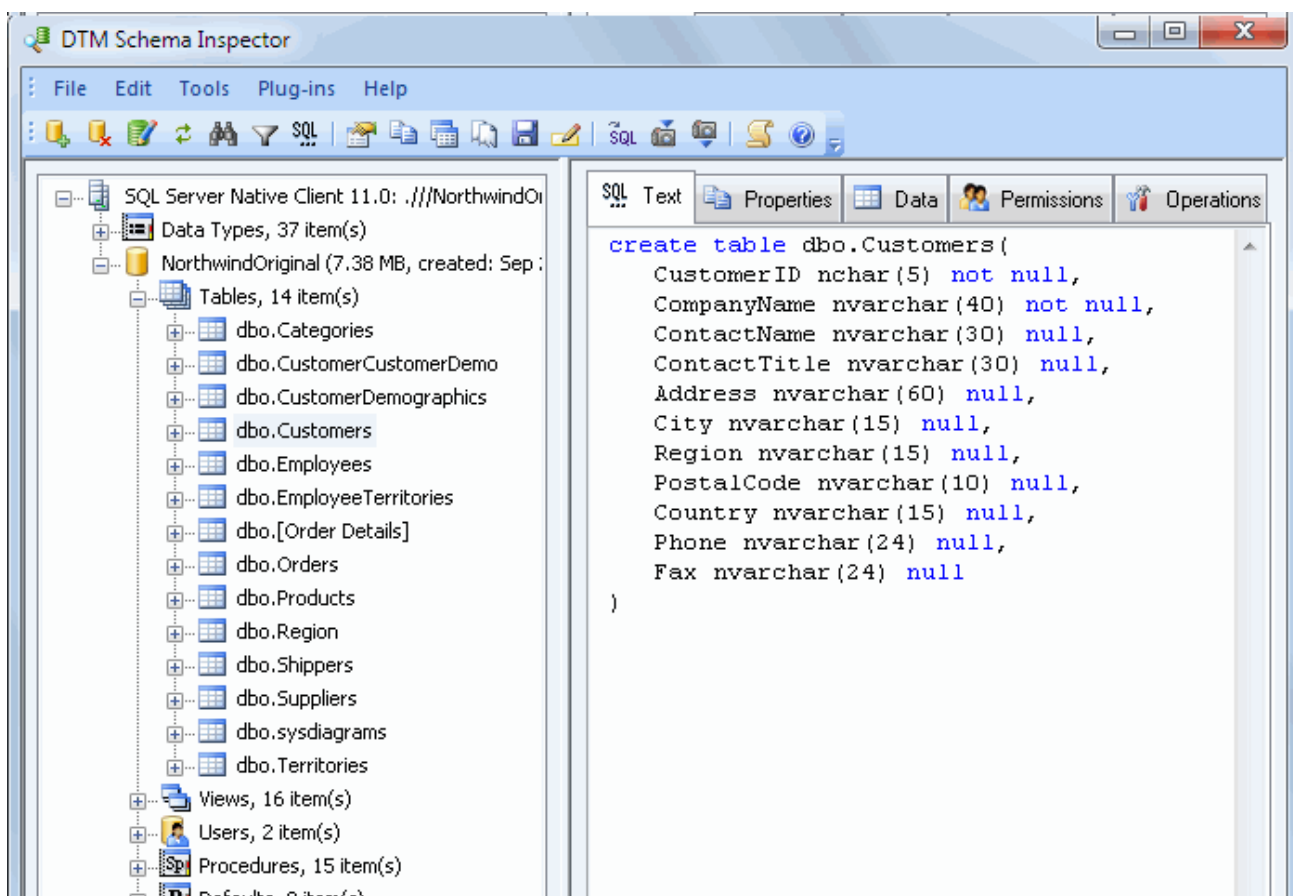 DTM Schema Inspector
File Edit Tools Plug-ins Help
SQL SQL
SQL Server Native Client 11.0: .///NorthwindOr
Data Types, 37 item(s)
NorthwindOriginal (7.38 MB, created: Sep
Tables, 14 item(s)
dbo.Categories
dbo.CustomerCustomerDemo
dbo.CustomerDemographics
dbo.Customers
dbo.Employees
dbo.EmployeeTerritories
dbo.[Order Details]
dbo.Orders
dbo.Products
dbo.Region
dbo.Shippers
dbo.Suppliers
dbo.sysdiagrams
dbo.Territories
Views, 16 item(s)
Users, 2 item(s)
Sp Procedures, 15 item(s)
SQL Text Properties Data Permissions Operations
create table dbo.Customers(
CustomerID nchar(5) not null,
CompanyName nvarchar(40) not null,
ContactName nvarchar(30) null,
ContactTitle nvarchar(30) null,
Address nvarchar(60) null,
City nvarchar(15) null,
Region nvarchar(15) null,
PostalCode nvarchar(10) null,
Country nvarchar(15) null,
Phone nvarchar(24) null,
Fax nvarchar(24) null
)